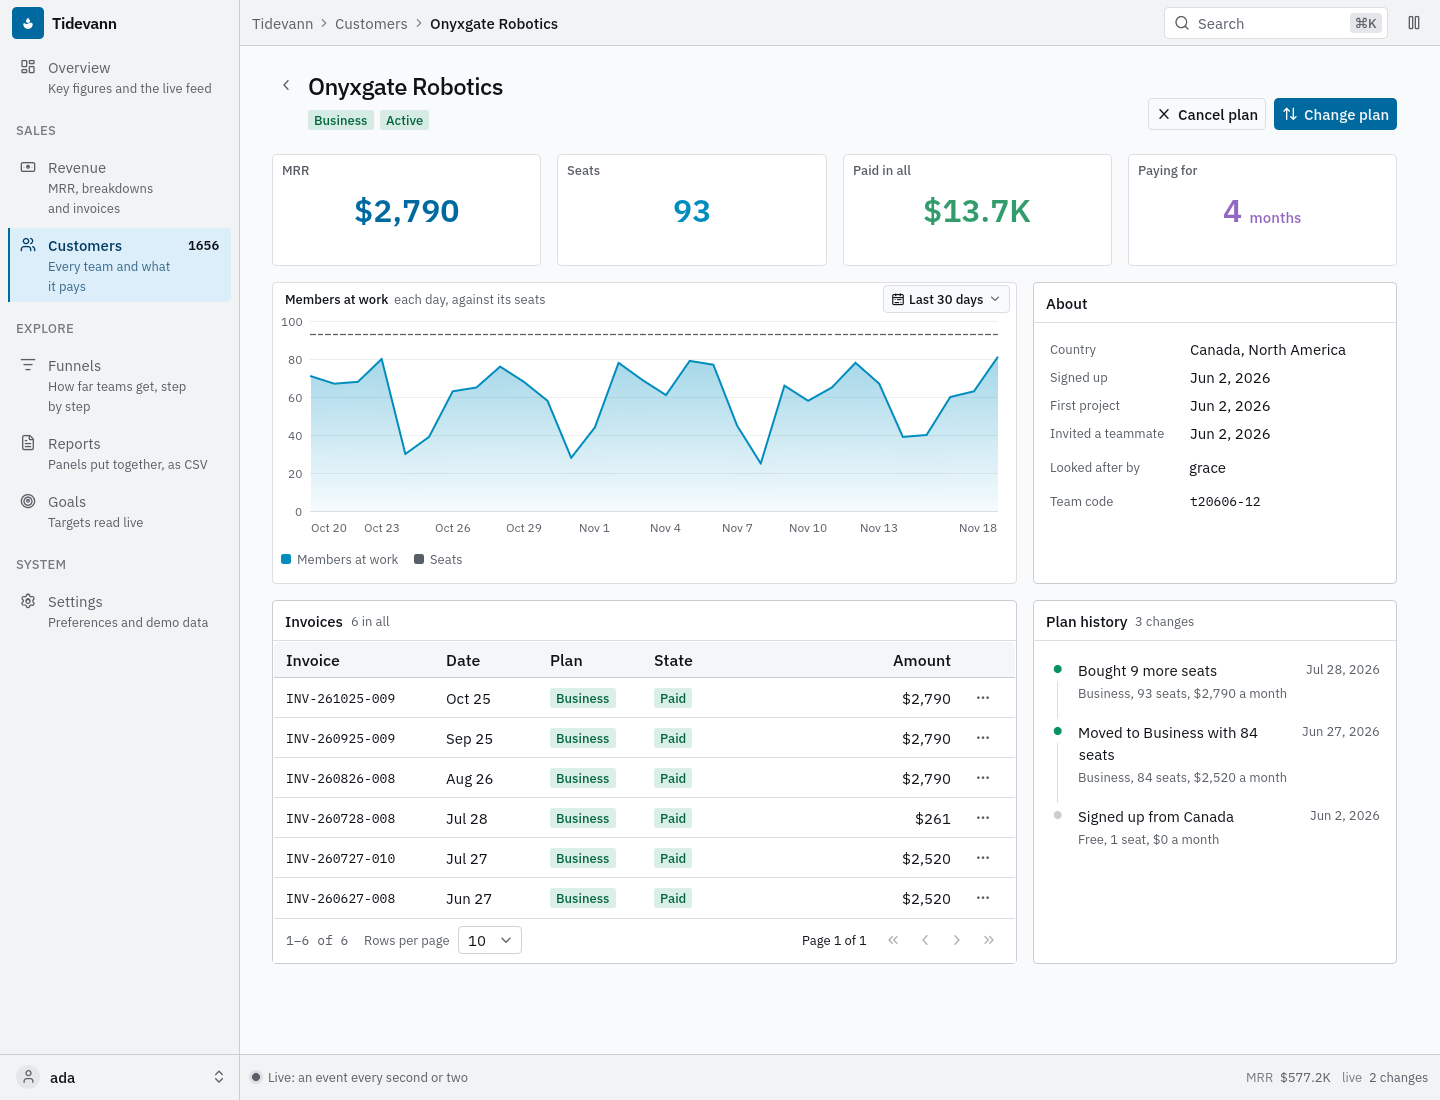 Tidevann
Tidevann
Customers
Onyxgate Robotics
Search
⌘K
Overview
Key figures and the live feed
SALES
Revenue
MRR, breakdowns
and invoices
Customers
1656
Every team and what
it pays
EXPLORE
Funnels
How far teams get, step
by step
Reports
Panels put together, as CSV
Goals
Targets read live
SYSTEM
Settings
Preferences and demo data
ada
Onyxgate Robotics
Business
Active
Cancel plan
Change plan
MRR
$2,790
Seats
93
Paid in all
$13.7K
Paying for
4 months
Members at work each day, against its seats
Last 30 days
100
80
60
40
20
0
Oct 20
Oct 23
Oct 26
Oct 29
Nov 1
Nov 4
Nov 7
Nov 10
Nov 13
Nov 18
Members at work
Seats
About
Country Canada, North America
Signed up Jun 2, 2026
First project Jun 2, 2026
Invited a teammate Jun 2, 2026
Looked after by grace
Team code t20606-12
Invoices 6 in all
Invoice Date Plan State Amount
INV-261025-009 Oct 25 Business Paid $2,790
INV-260925-009 Sep 25 Business Paid $2,790
INV-260826-008 Aug 26 Business Paid $2,790
INV-260728-008 Jul 28 Business Paid $261
INV-260727-010 Jul 27 Business Paid $2,520
INV-260627-008 Jun 27 Business Paid $2,520
1–6 of 6
Rows per page
10
Page 1 of 1
Plan history 3 changes
Bought 9 more seats Jul 28, 2026
Business, 93 seats, $2,790 a month
Moved to Business with 84 Jun 27, 2026
seats
Business, 84 seats, $2,520 a month
Signed up from Canada Jun 2, 2026
Free, 1 seat, $0 a month
Live: an event every second or two
MRR $577.2K live 2 changes